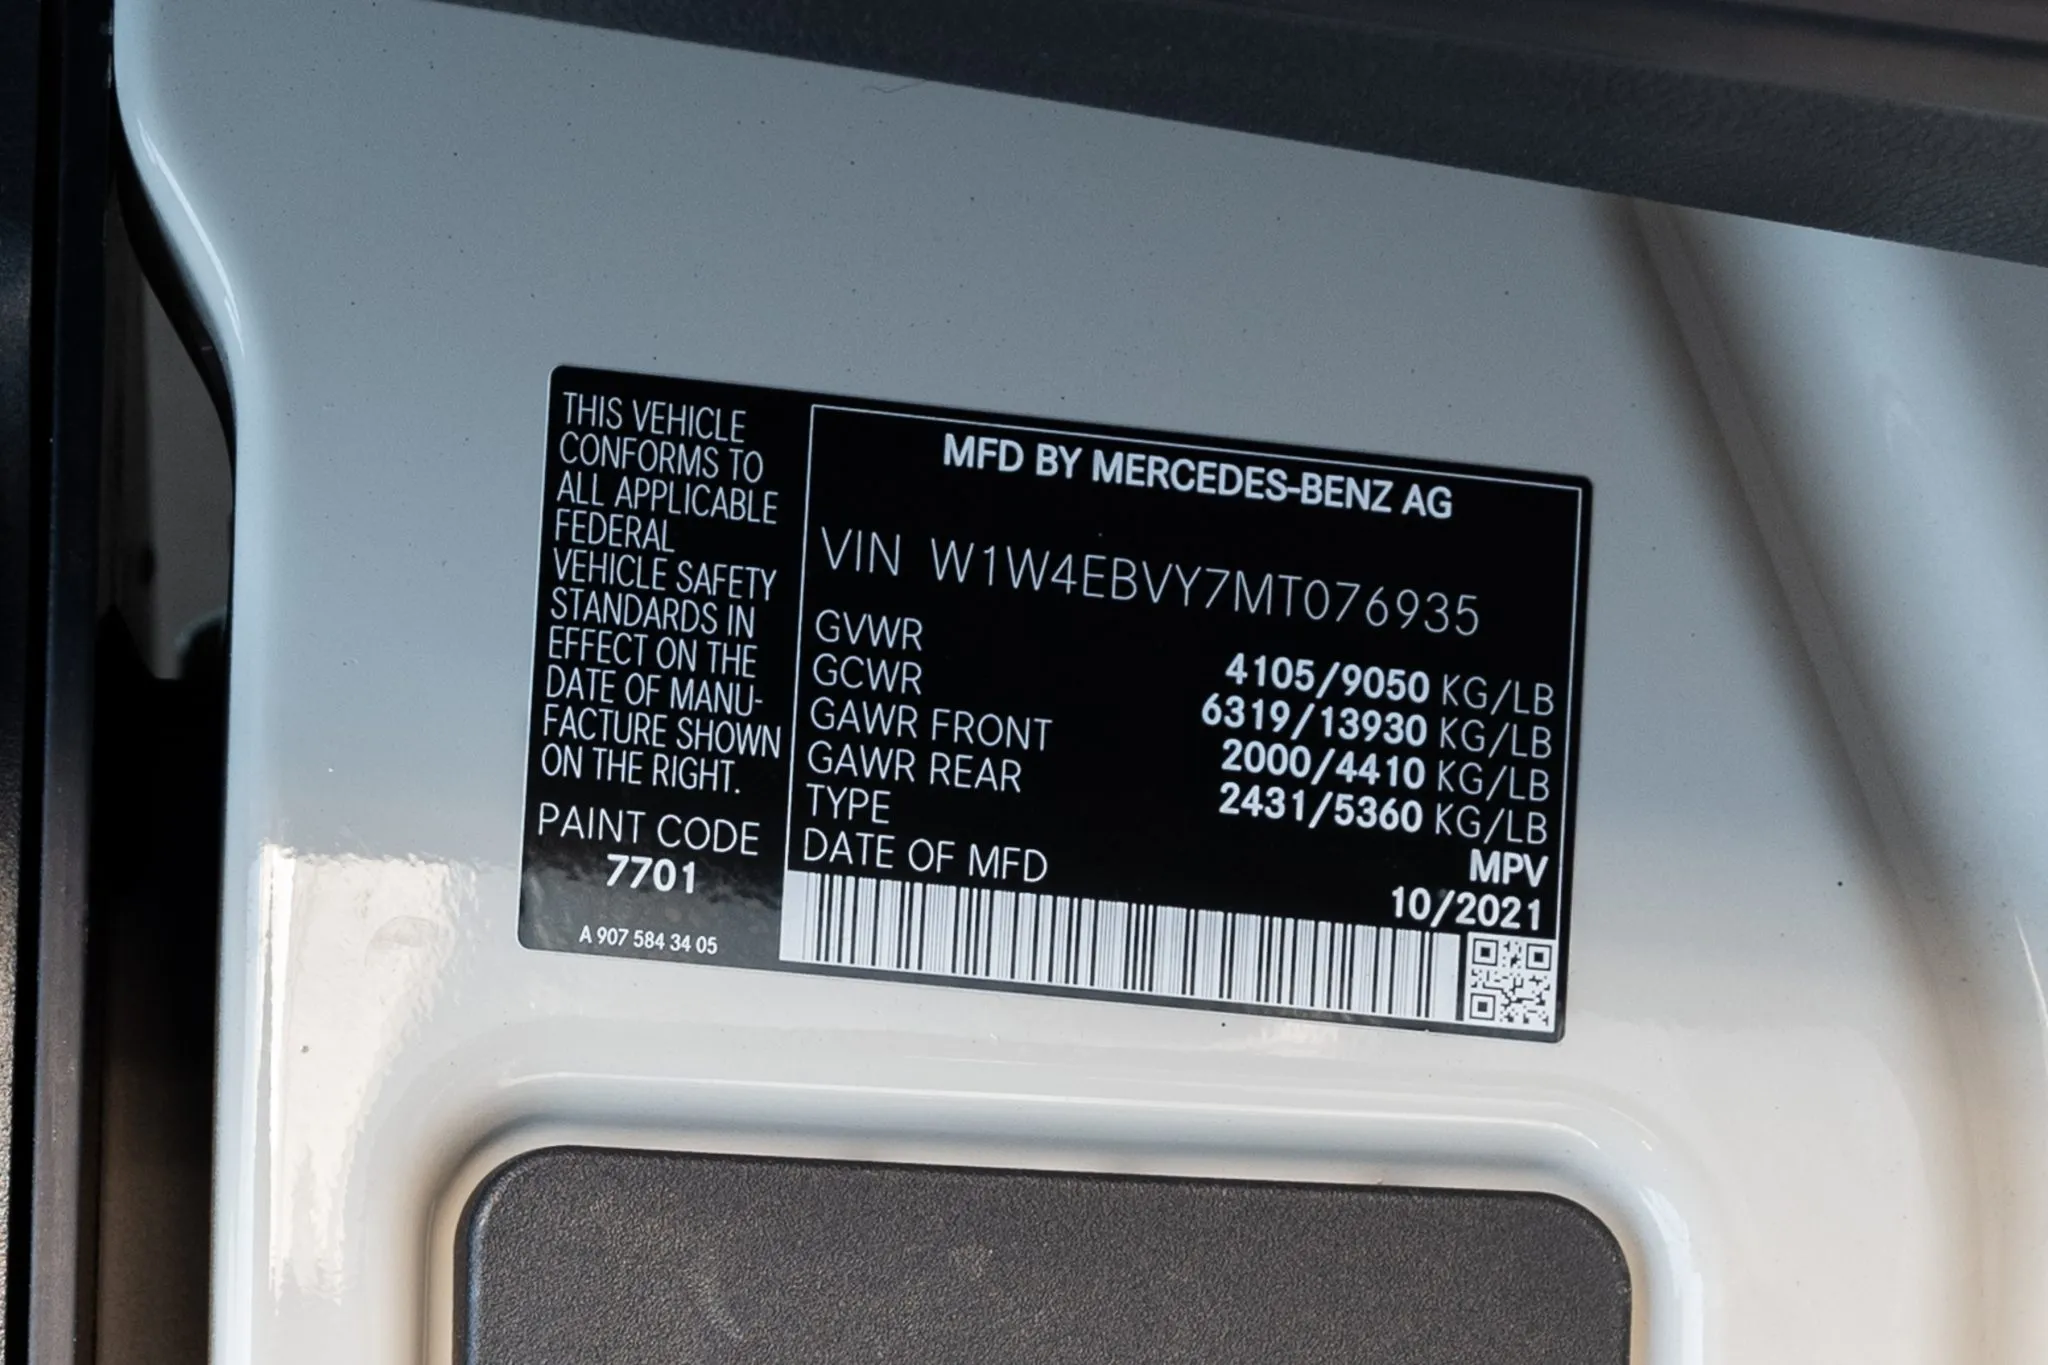 THIS VEHICLE
CONFORMS TO
ALL APPLICABLE
FEDERAL
VEHICLE SAFETY
STANDARDS IN
EFFECT ON THE
DATE OF MANU-
FACTURE SHOWN
ON THE RIGHT.
PAINT CODE
7701
A 907 584 34 05
MFD BY MERCEDES-BENZ AG
VIN W1W4EBVY7MT076935
GVWR 4105/9050 KG/LB
GCWR 6319/13930 KG/LB
GAWR FRONT 2000/4410 KG/LB
GAWR REAR 2431/5360 KG/LB
TYPE MPV
DATE OF MFD 10/2021